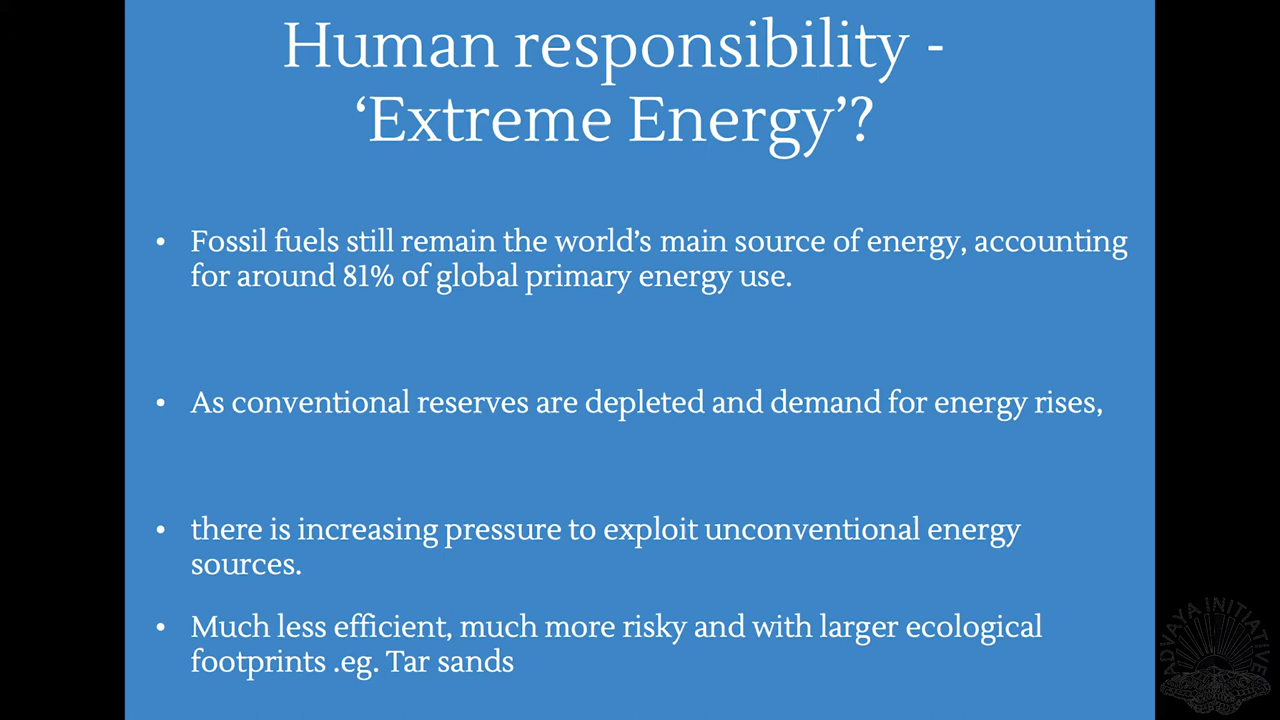 Human responsibility -
‘Extreme Energy’?
• Fossil fuels still remain the world’s main source of energy, accounting
for around 81% of global primary energy use.
• As conventional reserves are depleted and demand for energy rises,
• there is increasing pressure to exploit unconventional energy
sources.
• Much less efficient, much more risky and with larger ecological
footprints .eg. Tar sands
ADVAYA INITIATIVE